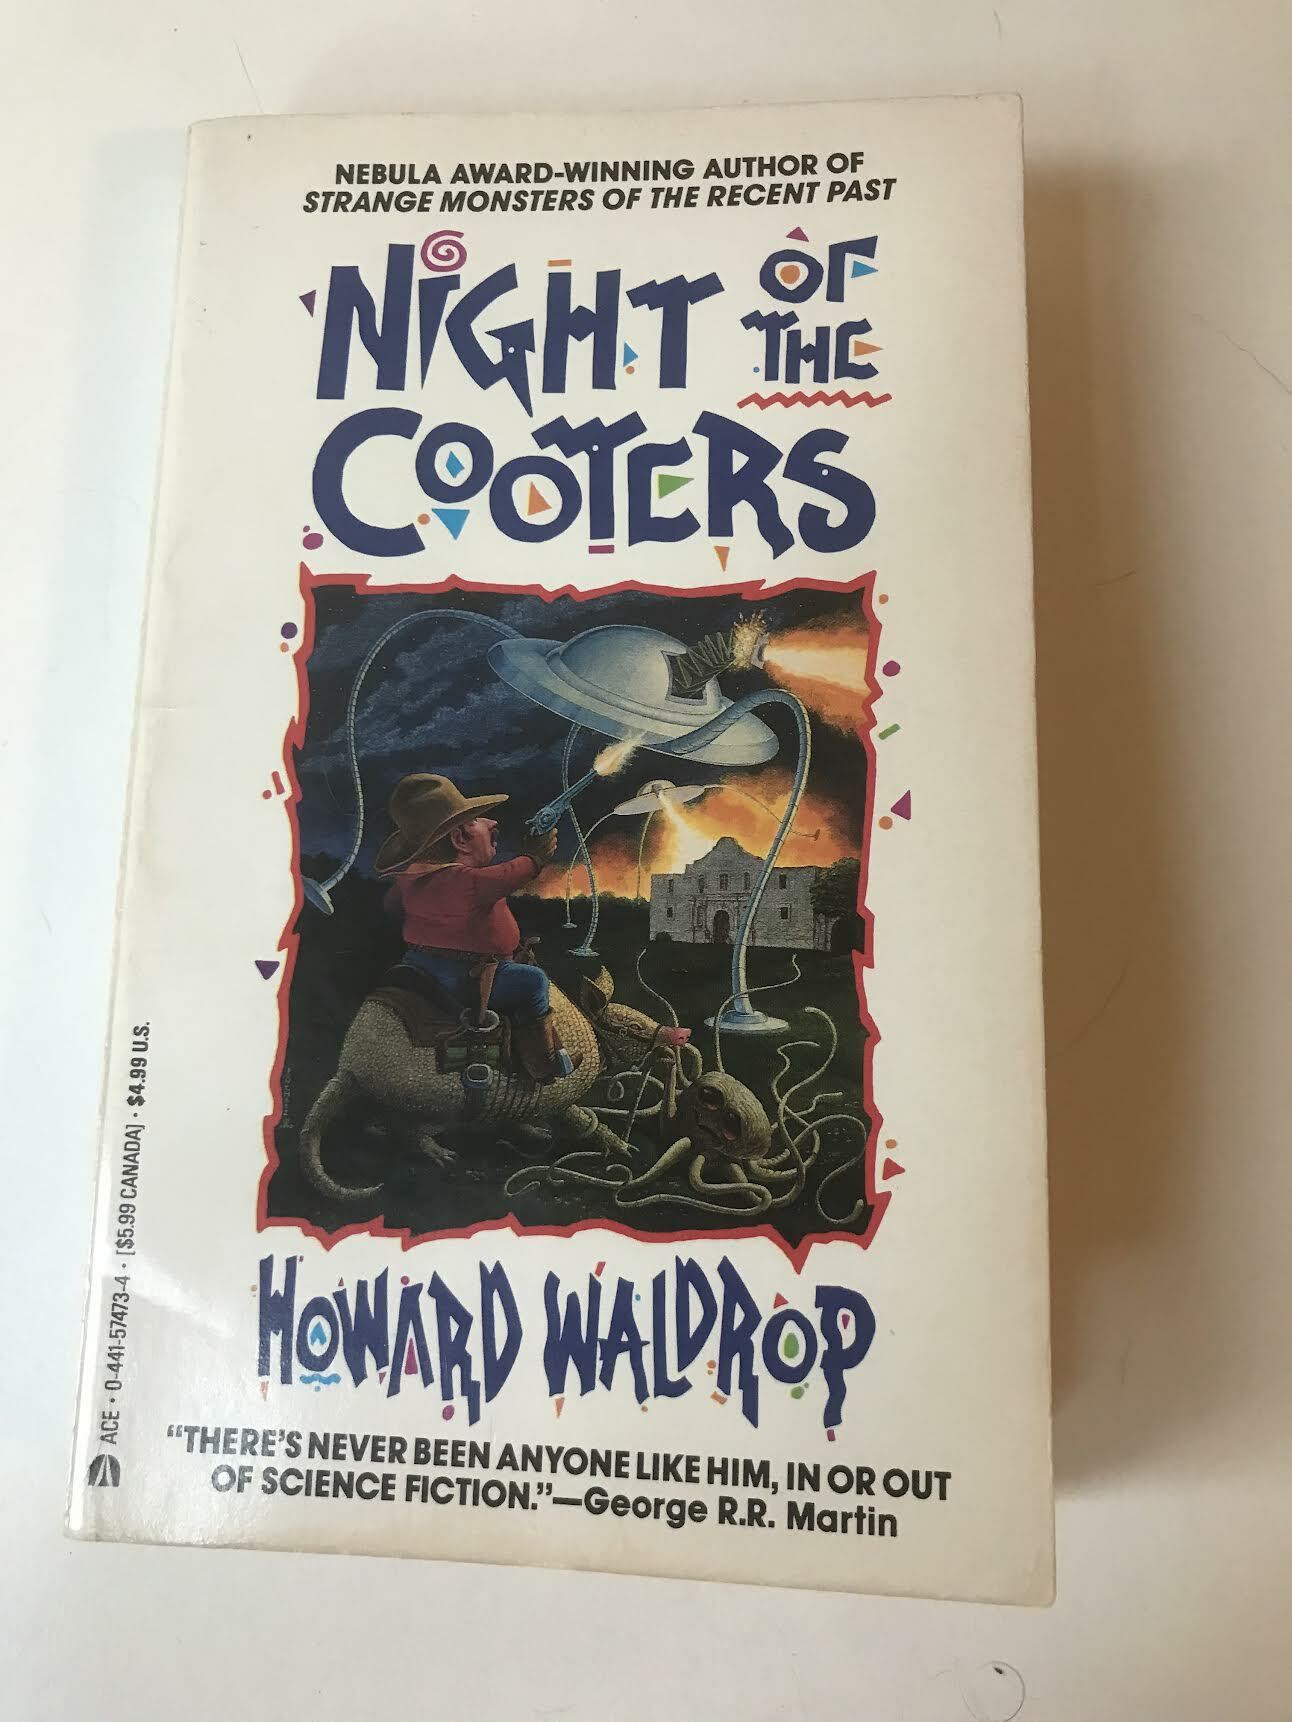 NEBULA AWARD-WINNING AUTHOR OF
STRANGE MONSTERS OF THE RECENT PAST
NIGHT OF
THE
COOTERS
HOWARD WALDROP
"THERE'S NEVER BEEN ANYONE LIKE HIM, IN OR OUT
OF SCIENCE FICTION."—George R.R. Martin
ACE • 0-441-57473-4 • [$5.99 CANADA] • $4.99 U.S.